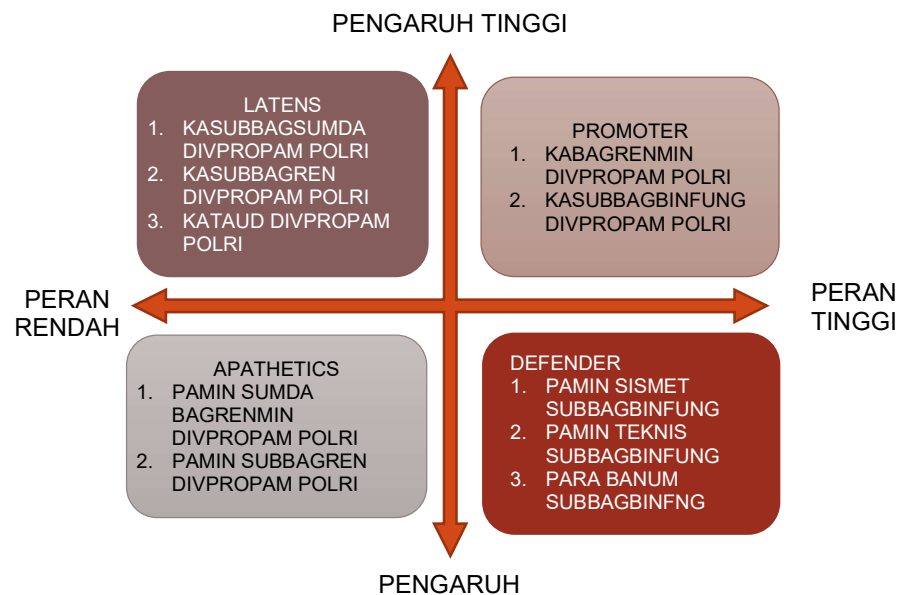 PENGARUH TINGGI
LATENS
1. KASUBBAGSUMDA
DIVPROPAM POLRI
2. KASUBBAGREN
DIVPROPAM POLRI
3. KATAUD DIVPROPAM
POLRI
PROMOTER
1. KABAGRENMIN
DIVPROPAM POLRI
2. KASUBBAGBINFUNG
DIVPROPAM POLRI
PERAN
RENDAH
PERAN
TINGGI
APATHETICS
1. PAMIN SUMDA
BAGRENMIN
DIVPROPAM POLRI
2. PAMIN SUBBAGREN
DIVPROPAM POLRI
DEFENDER
1. PAMIN SISMET
SUBBAGBINFUNG
2. PAMIN TEKNIS
SUBBAGBINFUNG
3. PARA BANUM
SUBBAGBINFNG
PENGARUH